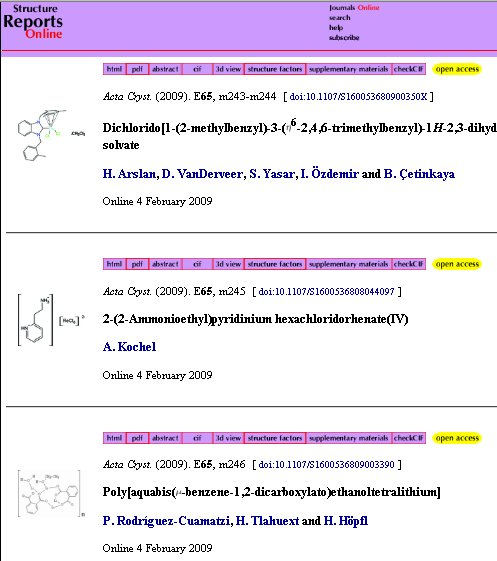 Structure
Reports
Online
Journals Online
search
help
subscribe
html pdf abstract cif 3d view structure factors supplementary materials checkCIF open access
Acta Cryst. (2009). E65, m243-m244 [ doi:10.1107/S160053680900350X ]
Dichlorido[1-(2-methylbenzyl)-3-(η6-2,4,6-trimethylbenzyl)-1H-2,3-dihyd
solvate
H. Arslan, D. VanDerveer, S. Yasar, I. Özdemir and B. Çetinkaya
Online 4 February 2009
html pdf abstract cif 3d view structure factors supplementary materials checkCIF open access
Acta Cryst. (2009). E65, m245 [ doi:10.1107/S1600536808044097 ]
2-(2-Ammonioethyl)pyridinium hexachloridorhenate(IV)
A. Kochel
Online 4 February 2009
html pdf abstract cif 3d view structure factors supplementary materials checkCIF open access
Acta Cryst. (2009). E65, m246 [ doi:10.1107/S1600536809003390 ]
Poly[aquabis(μ-benzene-1,2-dicarboxylato)ethanoltetralithium]
P. Rodríguez-Cuamatzi, H. Tlahuext and H. Höpfl
Online 4 February 2009